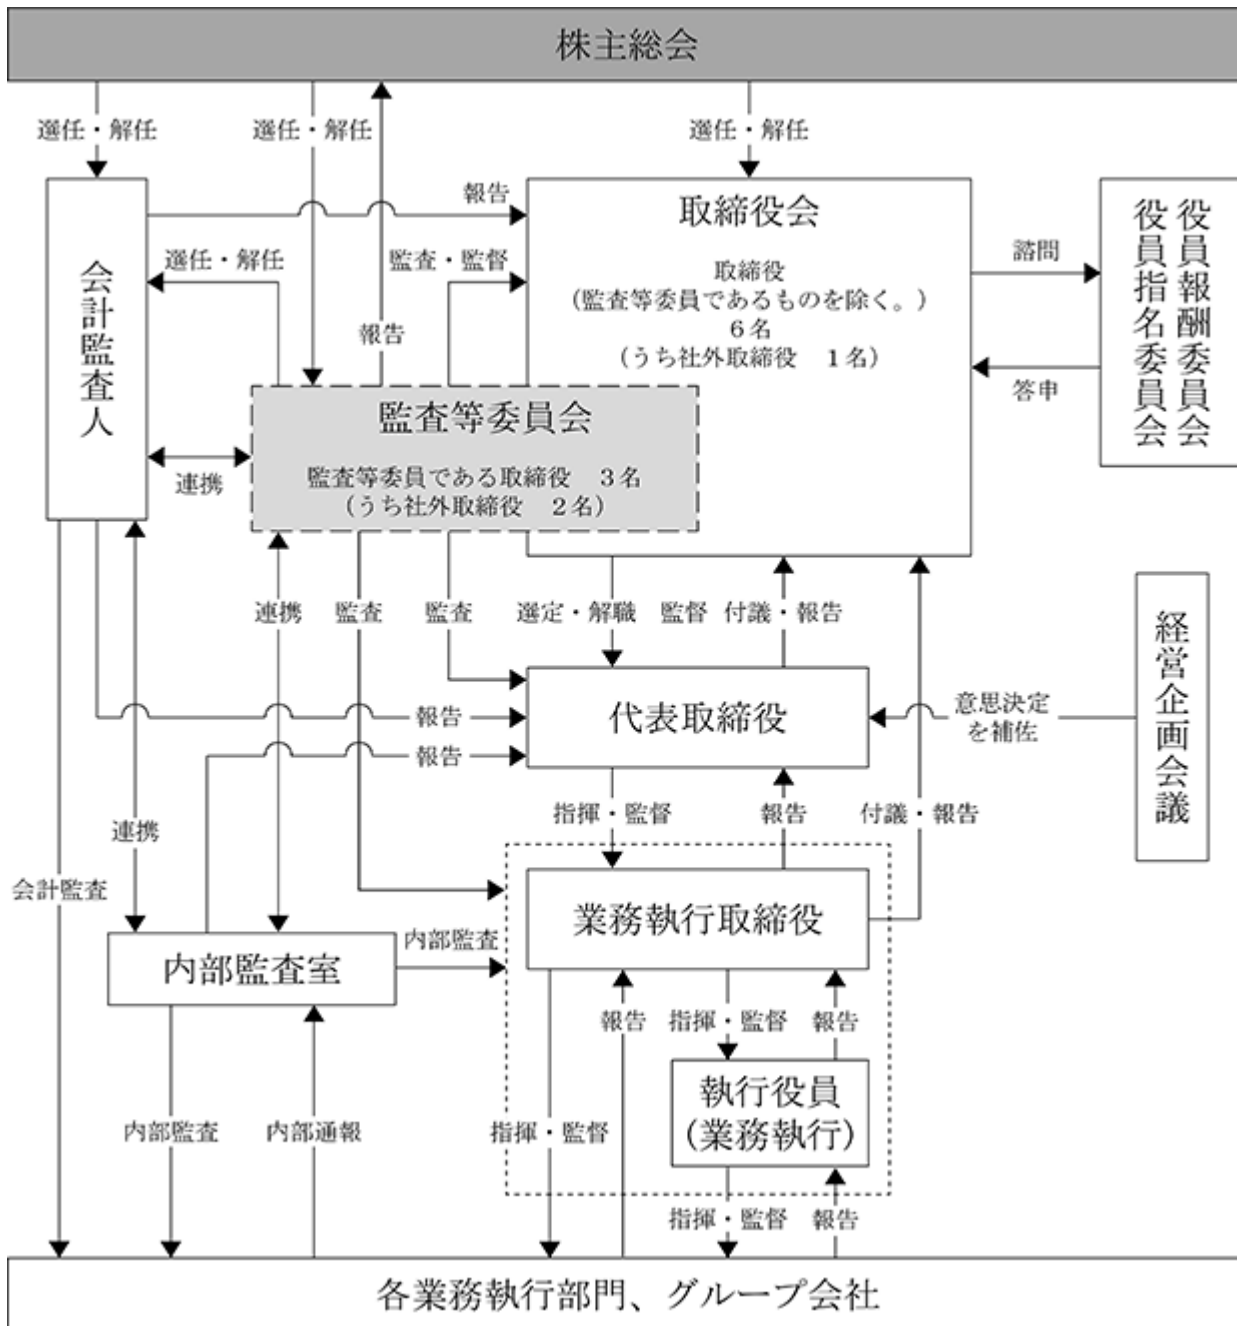 株主総会
選任・解任
選任・解任
選任・解任
報告
会計監査人
報告
選任・解任
監査・監督
取締役会
取締役
(監査等委員であるものを除く。)
6名
(うち社外取締役 1名)
諮問
答申
役員報酬委員会
役員指名委員会
監査等委員会
監査等委員である取締役 3名
(うち社外取締役 2名)
連携
連携
監査
監査
選定・解職
監督
付議・報告
代表取締役
報告
報告
意思決定
を補佐
経営企画会議
指揮・監督
報告
付議・報告
連携
会計監査
業務執行取締役
内部監査室
内部監査
報告
指揮・監督
報告
執行役員
(業務執行)
内部監査
内部通報
指揮・監督
指揮・監督
報告
各業務執行部門、グループ会社